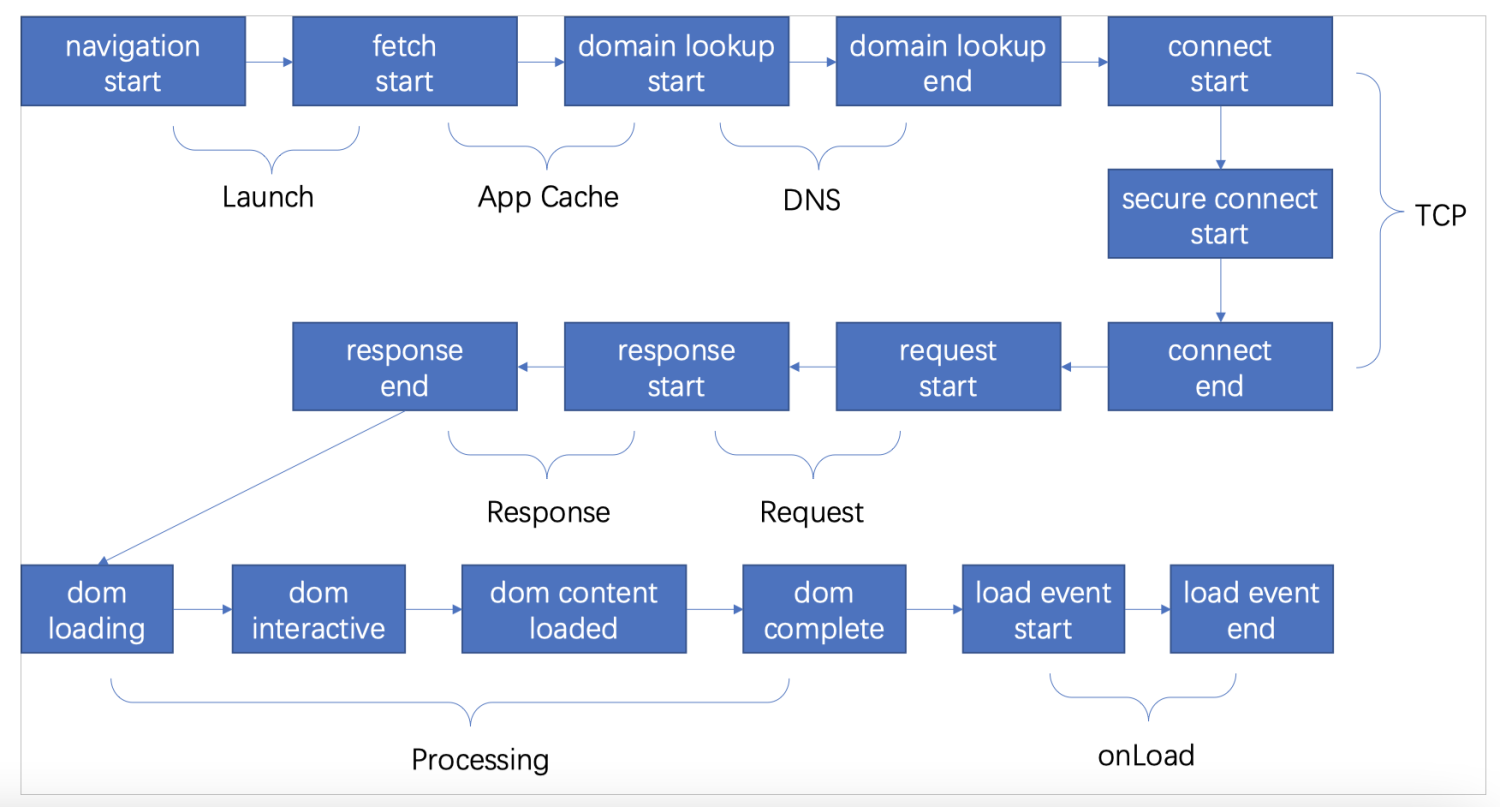 navigation
start
fetch
start
domain lookup
start
domain lookup
end
connect
start
Launch
App Cache
DNS
secure connect
start
TCP
connect
end
request
start
response
start
response
end
Response
Request
dom
loading
dom
interactive
dom content
loaded
dom
complete
load event
start
load event
end
Processing
onLoad